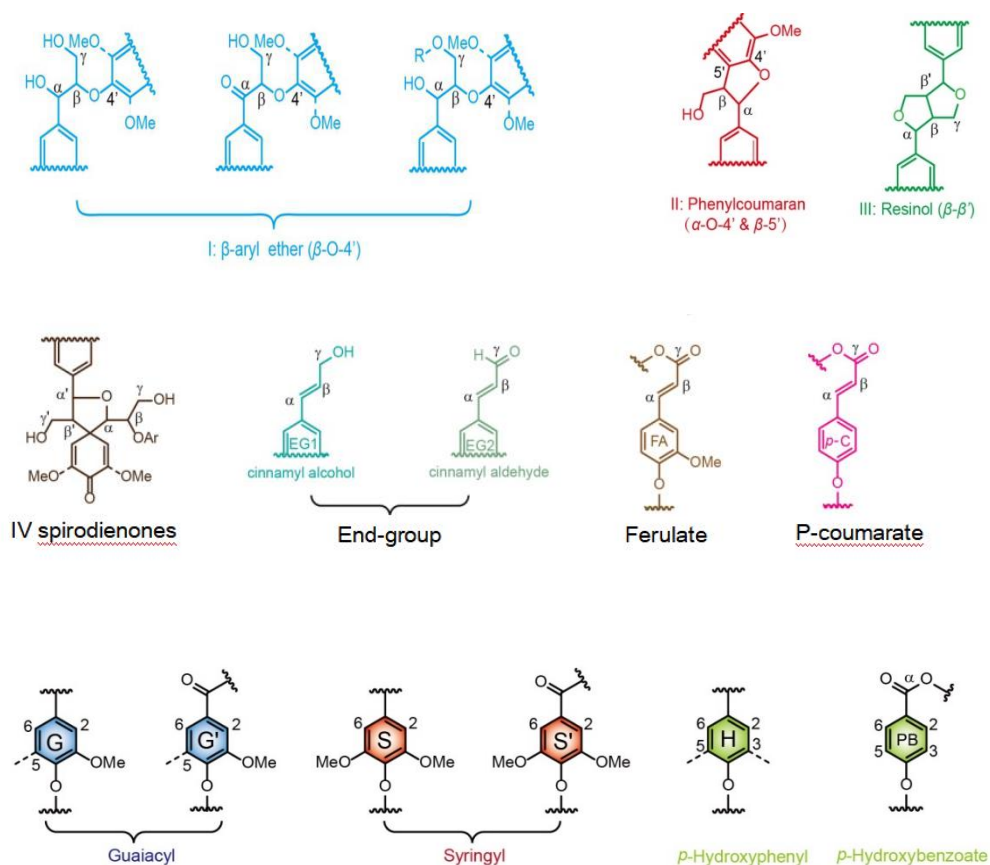 HO MeO γ HO α β O 4' OMe
HO MeO γ O α β O 4' OMe
R O MeO γ HO α β O 4' OMe
I: β-aryl ether (β-O-4')
OMe 4' 5' O HO β α
II: Phenylcoumaran
(α-O-4' & β-5')
β' O O α β γ
III: Resinol (β-β')
α' O γ OH γ' HO β' α β OAr MeO OMe O
IV spirodienones
γ OH β α EG1
cinnamyl alcohol
H γ O β α EG2
cinnamyl aldehyde
End-group
O γ O α β FA OMe O
Ferulate
O γ O α β p-C O
P-coumarate
6 2 G 5 OMe O
O 6 2 G' 5 OMe O
Guaiacyl
6 2 S MeO OMe O
O 6 2 S' MeO OMe O
Syringyl
6 2 H 5 3 O
p-Hydroxyphenyl
O α O 6 2 PB 5 3 O
p-Hydroxybenzoate